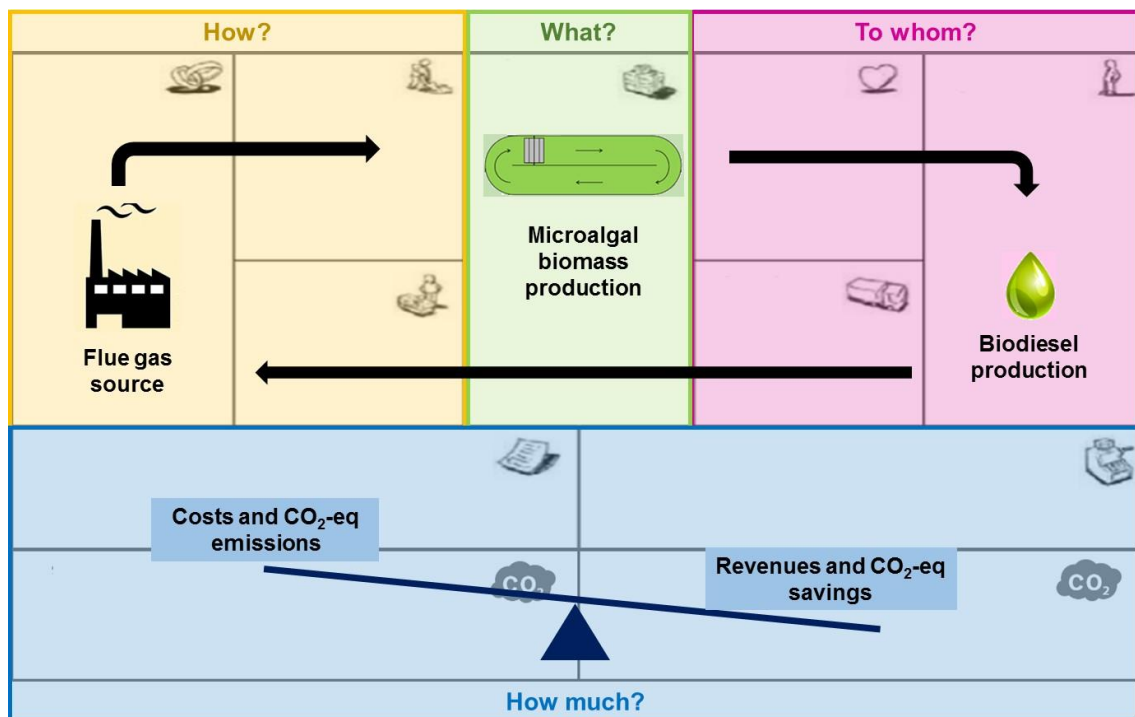 How?
What?
To whom?
Microalgal
biomass
production
Flue gas
source
Biodiesel
production
Costs and CO₂-eq
emissions
Revenues and CO₂-eq
savings
CO₂
CO₂
How much?